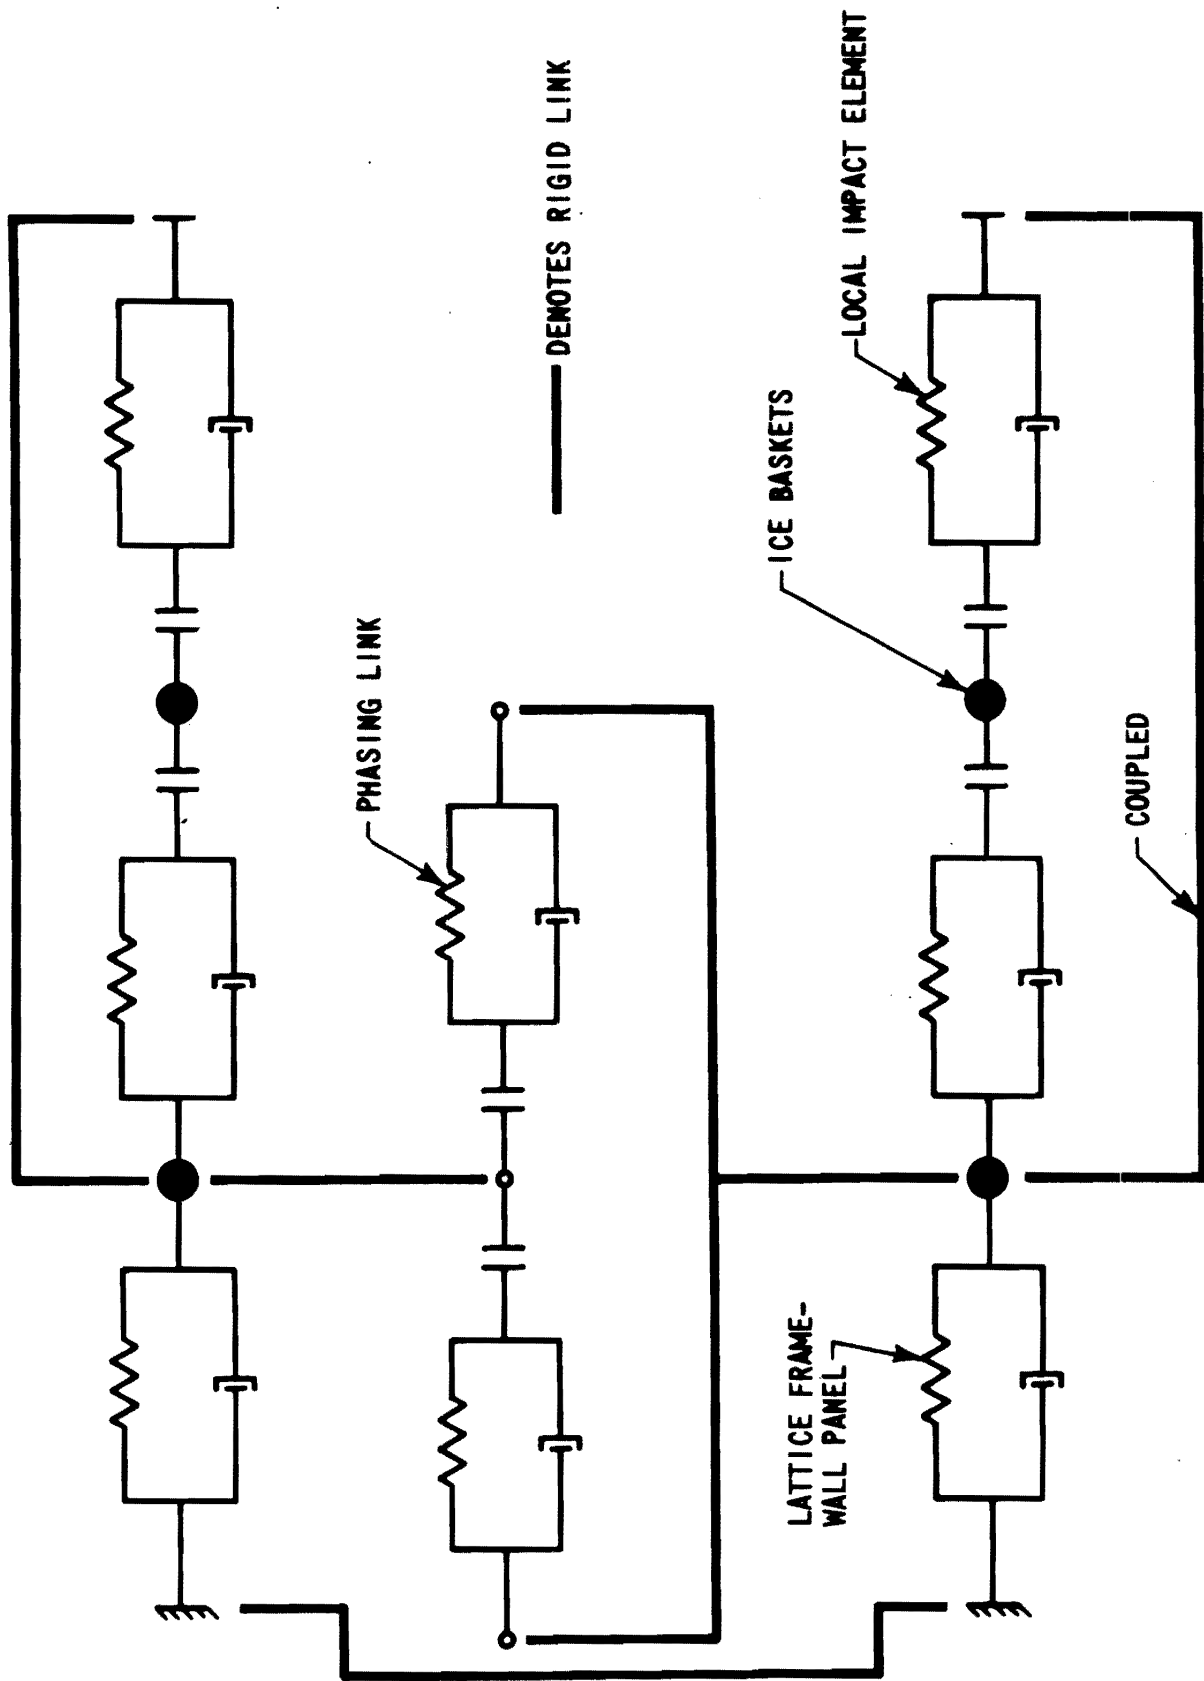 PHASING LINK
DENOTES RIGID LINK
LATTICE FRAME-
WALL PANEL
ICE BASKETS
LOCAL IMPACT ELEMENT
COUPLED